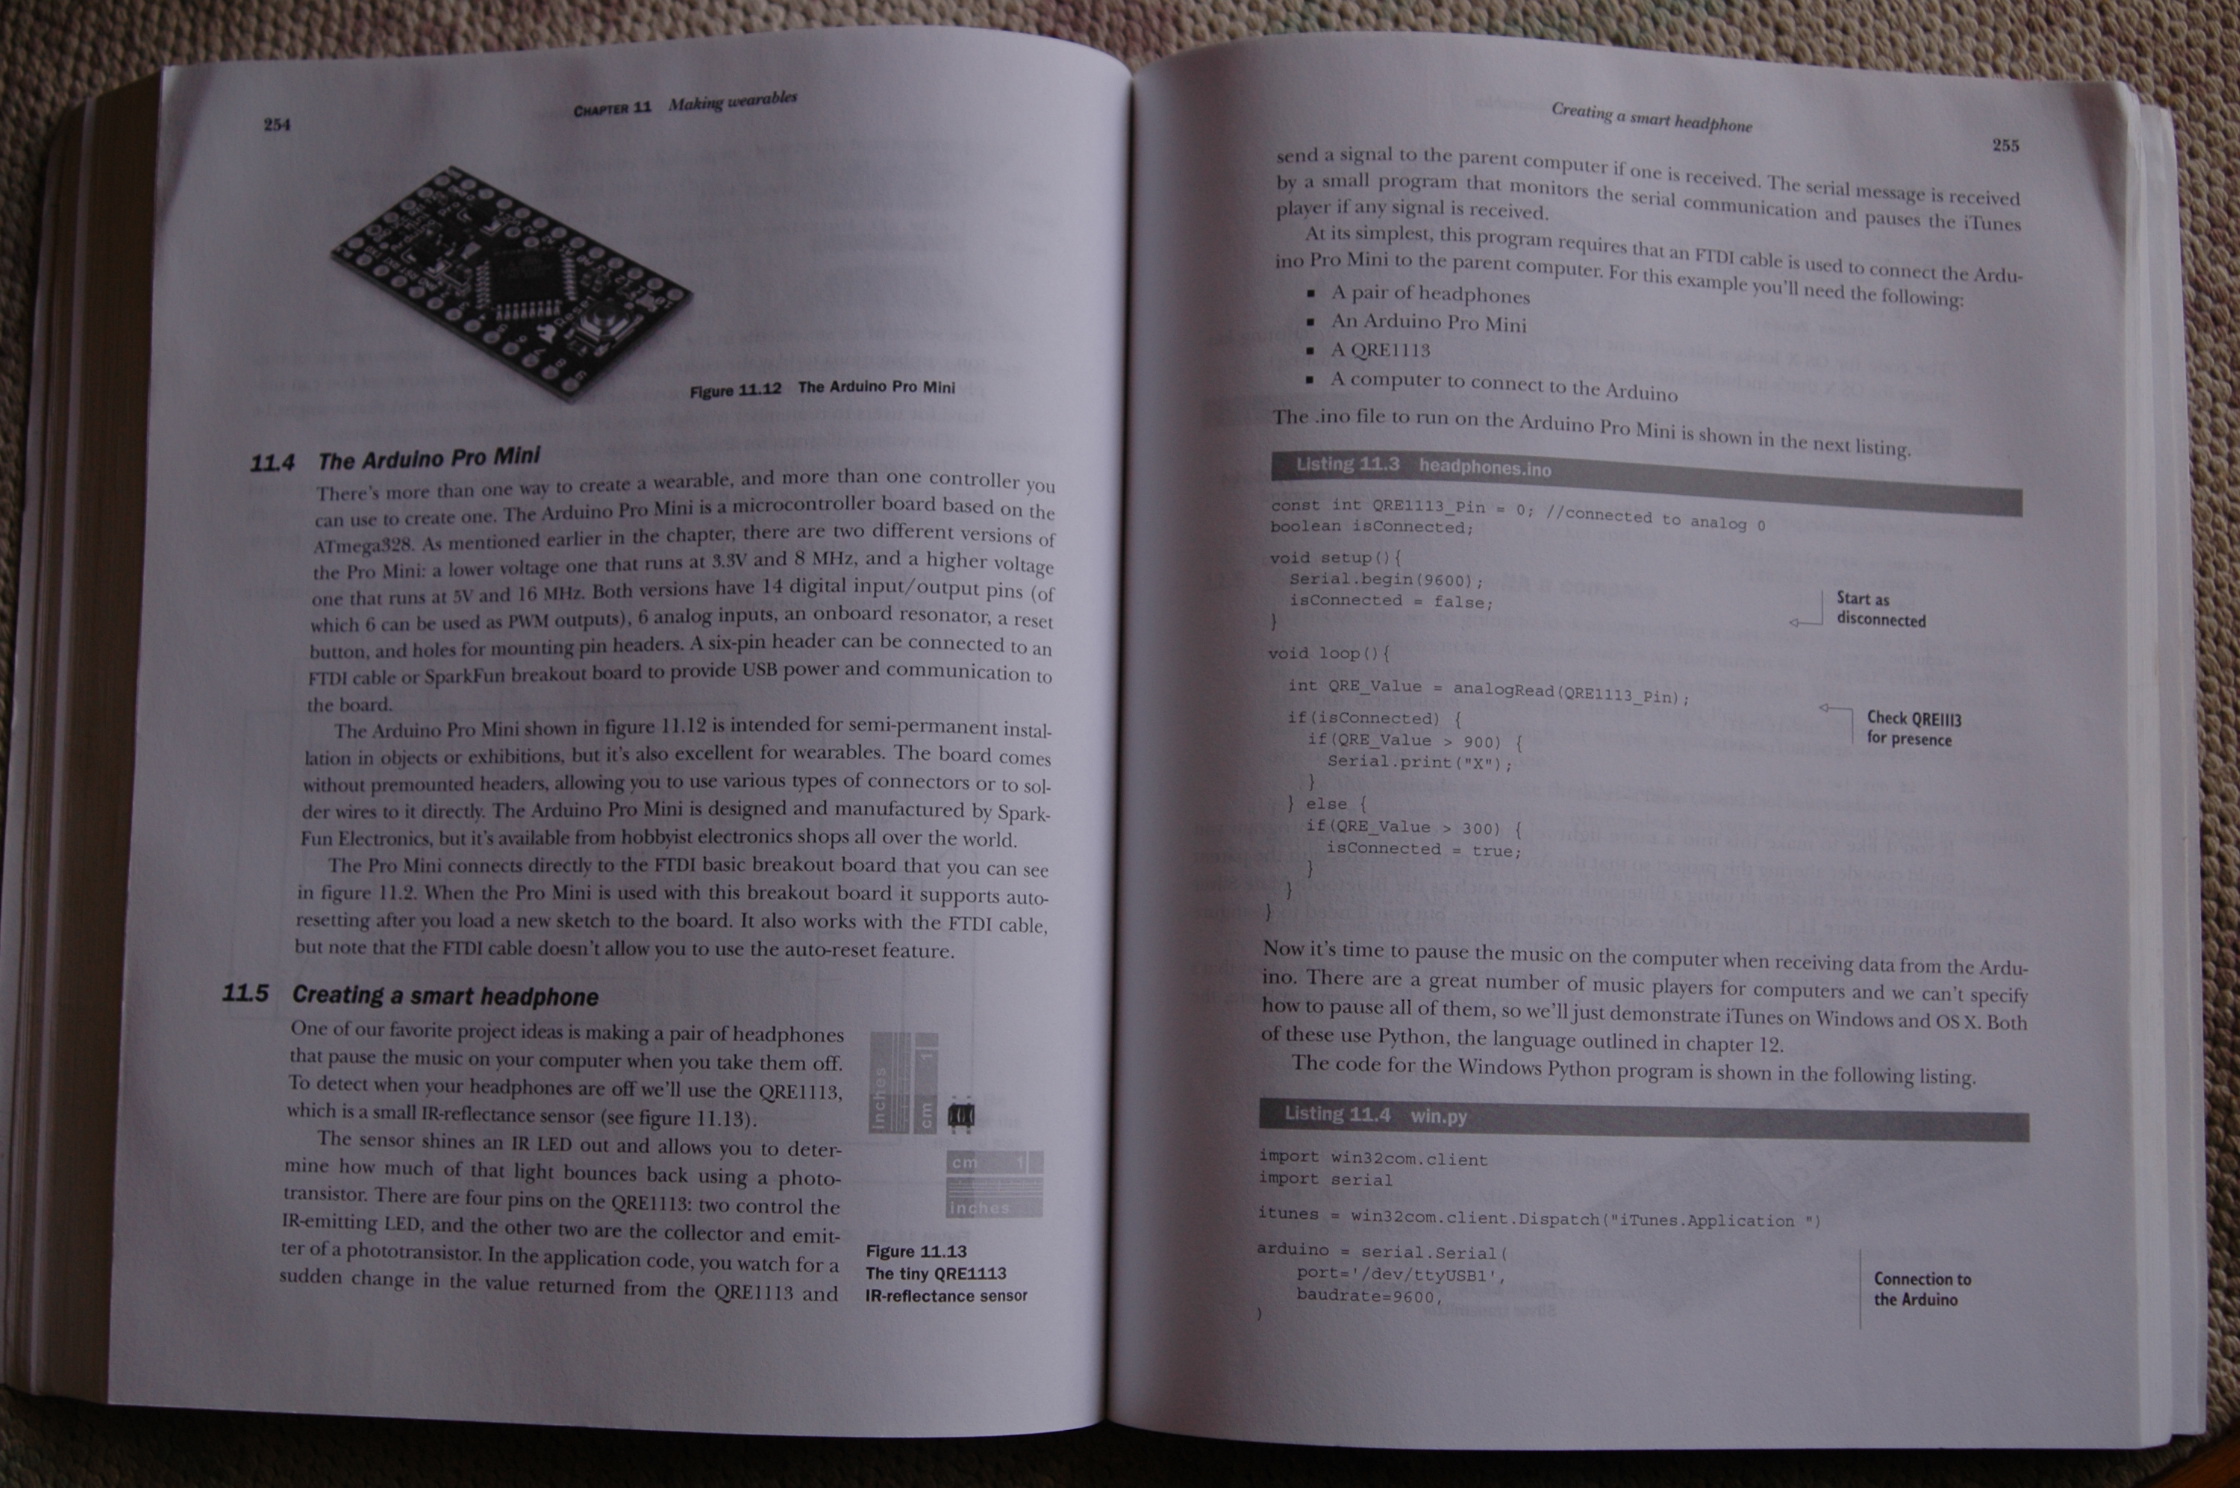 254
CHAPTER 11 Making wearables
Figure 11.12 The Arduino Pro Mini
11.4 The Arduino Pro Mini
There's more than one way to create a wearable, and more than one controller you
can use to create one. The Arduino Pro Mini is a microcontroller board based on the
ATmega328. As mentioned earlier in the chapter, there are two different versions of
the Pro Mini: a lower voltage one that runs at 3.3V and 8 MHz, and a higher voltage
one that runs at 5V and 16 MHz. Both versions have 14 digital input/output pins (of
which 6 can be used as PWM outputs), 6 analog inputs, an onboard resonator, a reset
button, and holes for mounting pin headers. A six-pin header can be connected to an
FTDI cable or SparkFun breakout board to provide USB power and communication to
the board.
The Arduino Pro Mini shown in figure 11.12 is intended for semi-permanent instal-
lation in objects or exhibitions, but it's also excellent for wearables. The board comes
without premounted headers, allowing you to use various types of connectors or to sol-
der wires to it directly. The Arduino Pro Mini is designed and manufactured by Spark-
Fun Electronics, but it's available from hobbyist electronics shops all over the world.
The Pro Mini connects directly to the FTDI basic breakout board that you can see
in figure 11.2. When the Pro Mini is used with this breakout board it supports auto-
resetting after you load a new sketch to the board. It also works with the FTDI cable,
but note that the FTDI cable doesn't allow you to use the auto-reset feature.
11.5 Creating a smart headphone
One of our favorite project ideas is making a pair of headphones
that pause the music on your computer when you take them off.
To detect when your headphones are off we'll use the QRE1113,
which is a small IR-reflectance sensor (see figure 11.13).
The sensor shines an IR LED out and allows you to deter-
mine how much of that light bounces back using a photo-
transistor. There are four pins on the QRE1113: two control the
IR-emitting LED, and the other two are the collector and emit-
ter of a phototransistor. In the application code, you watch for a
sudden change in the value returned from the QRE1113 and
inches
cm 1
cm 1
inches
Figure 11.13
The tiny QRE1113
IR-reflectance sensor
Creating a smart headphone
255
send a signal to the parent computer if one is received. The serial message is received
by a small program that monitors the serial communication and pauses the iTunes
player if any signal is received.
At its simplest, this program requires that an FTDI cable is used to connect the Ardu-
ino Pro Mini to the parent computer. For this example you'll need the following:
■ A pair of headphones
■ An Arduino Pro Mini
■ A QRE1113
■ A computer to connect to the Arduino
The .ino file to run on the Arduino Pro Mini is shown in the next listing.
Listing 11.3 headphones.ino
const int QRE1113_Pin = 0; //connected to analog 0
boolean isConnected;
void setup(){
Serial.begin(9600);
isConnected = false;
}
Start as
disconnected
void loop(){
int QRE_Value = analogRead(QRE1113_Pin);
if(isConnected) {
if(QRE_Value > 900) {
Serial.print("X");
}
} else {
if(QRE_Value > 300) {
isConnected = true;
}
}
}
Check QRE1113
for presence
Now it's time to pause the music on the computer when receiving data from the Ardu-
ino. There are a great number of music players for computers and we can't specify
how to pause all of them, so we'll just demonstrate iTunes on Windows and OS X. Both
of these use Python, the language outlined in chapter 12.
The code for the Windows Python program is shown in the following listing.
Listing 11.4 win.py
import win32com.client
import serial
itunes = win32com.client.Dispatch("iTunes.Application ")
arduino = serial.Serial(
port='/dev/ttyUSB1',
baudrate=9600,
)
Connection to
the Arduino